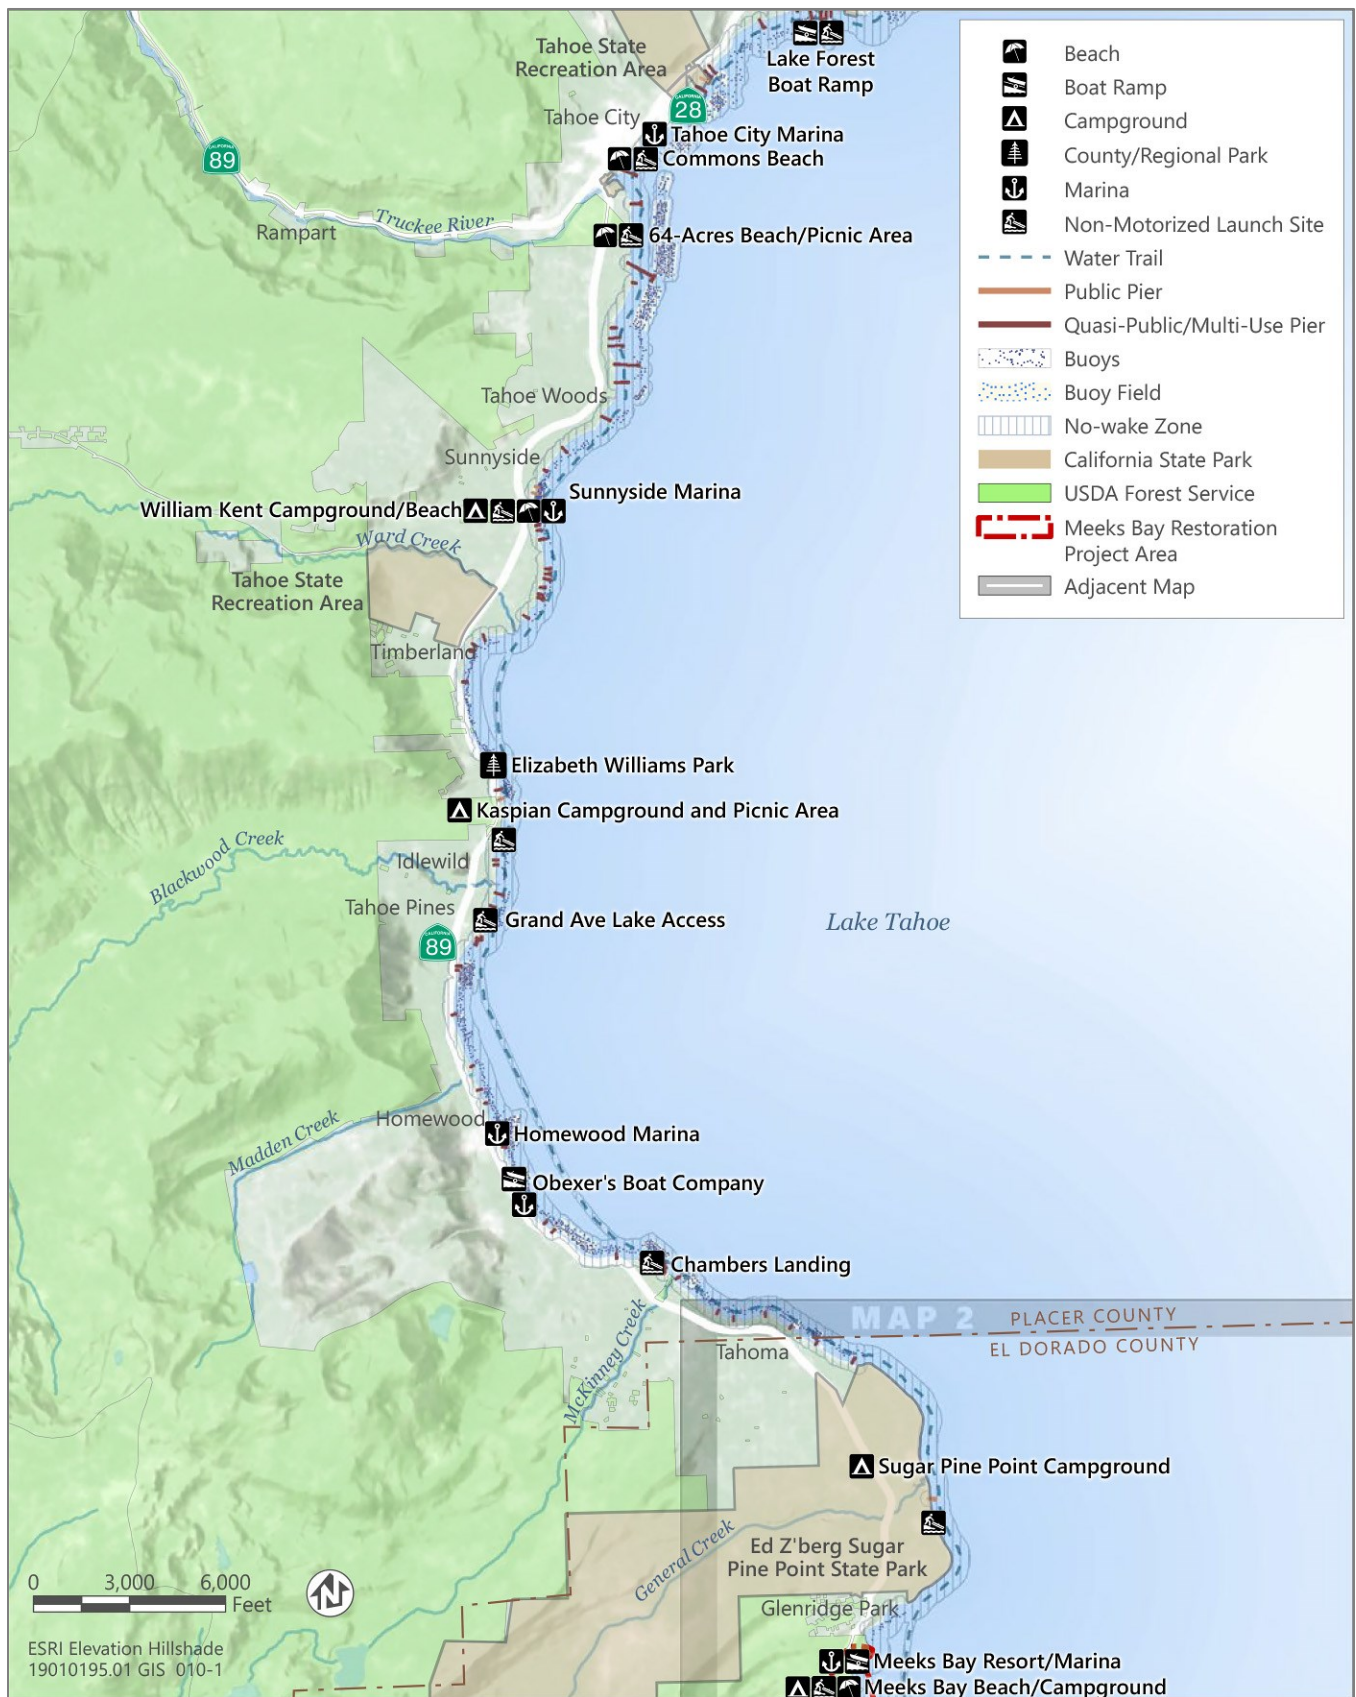 Tahoe State
Recreation Area
Lake Forest
Boat Ramp
CALIFORNIA
28
Tahoe City
Tahoe City Marina
Commons Beach
CALIFORNIA
89
Truckee River
Rampart
64-Acres Beach/Picnic Area
Tahoe Woods
Sunnyside
Sunnyside Marina
William Kent Campground/Beach
Ward Creek
Tahoe State
Recreation Area
Timberland
Elizabeth Williams Park
Kaspian Campground and Picnic Area
Blackwood Creek
Idlewild
Tahoe Pines
Grand Ave Lake Access
Lake Tahoe
CALIFORNIA
89
Madden Creek
Homewood
Homewood Marina
Obexer's Boat Company
Chambers Landing
MAP 2
PLACER COUNTY
EL DORADO COUNTY
Tahoma
McKinney Creek
Sugar Pine Point Campground
General Creek
Ed Z'berg Sugar
Pine Point State Park
Glenridge Park
Meeks Bay Resort/Marina
Meeks Bay Beach/Campground
Beach
Boat Ramp
Campground
County/Regional Park
Marina
Non-Motorized Launch Site
Water Trail
Public Pier
Quasi-Public/Multi-Use Pier
Buoys
Buoy Field
No-wake Zone
California State Park
USDA Forest Service
Meeks Bay Restoration
Project Area
Adjacent Map
0 3,000 6,000
Feet
N
ESRI Elevation Hillshade
19010195.01 GIS 010-1